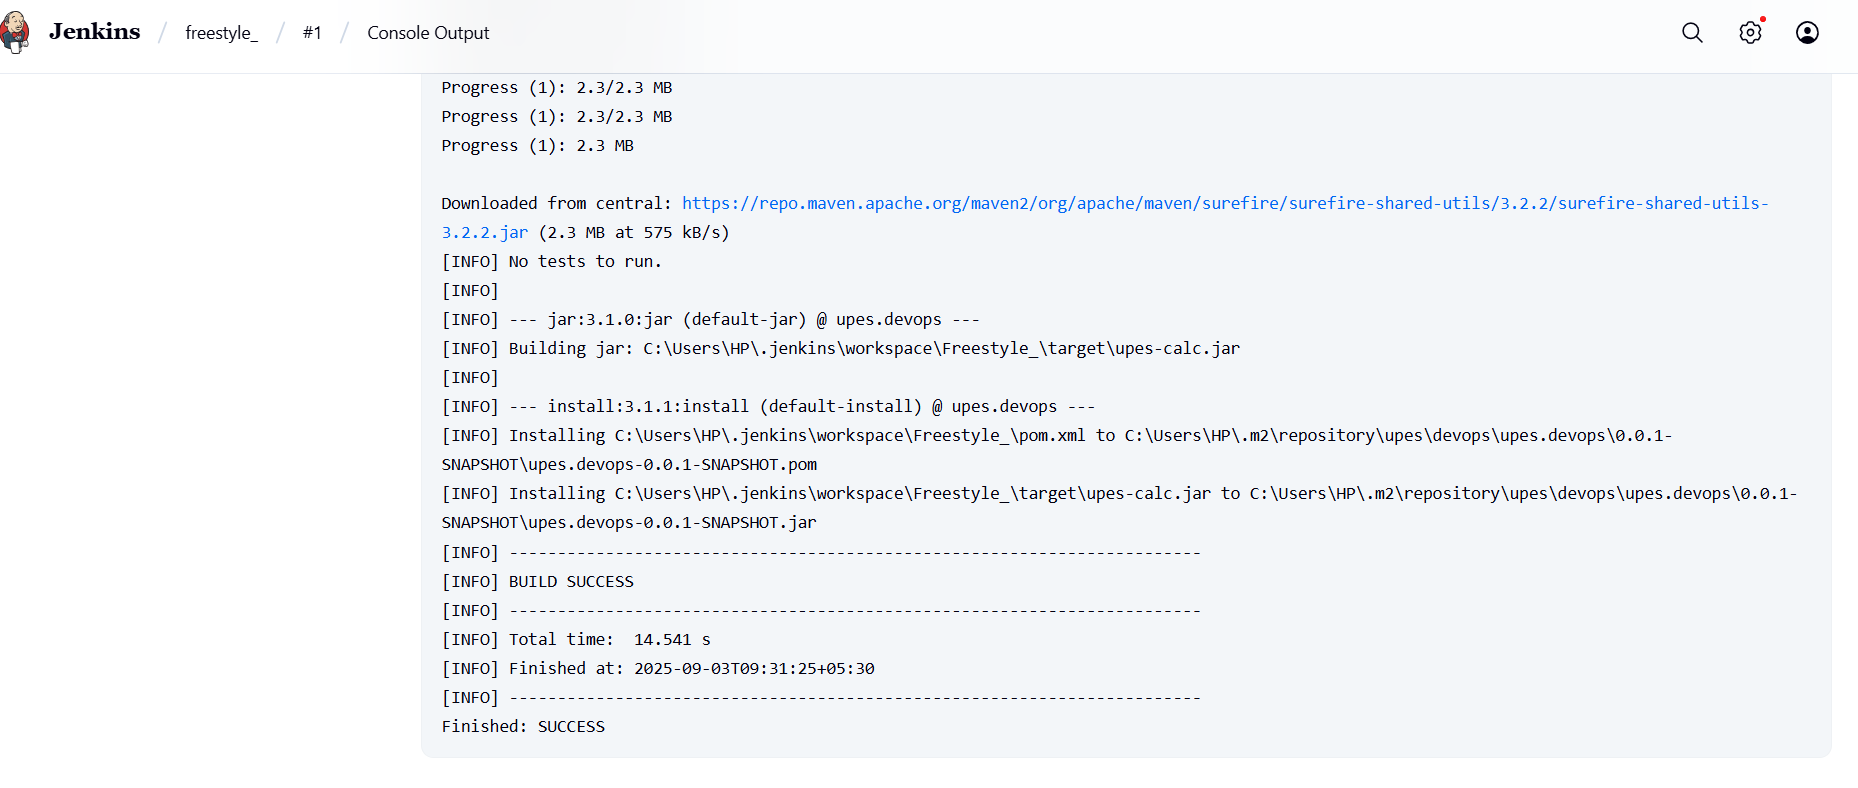 Jenkins / freestyle_ / #1 / Console Output
Progress (1): 2.3/2.3 MB
Progress (1): 2.3/2.3 MB
Progress (1): 2.3 MB
Downloaded from central: https://repo.maven.apache.org/maven2/org/apache/maven/surefire/surefire-shared-utils/3.2.2/surefire-shared-utils-
3.2.2.jar (2.3 MB at 575 kB/s)
[INFO] No tests to run.
[INFO]
[INFO] --- jar:3.1.0:jar (default-jar) @ upes.devops ---
[INFO] Building jar: C:\Users\HP\.jenkins\workspace\Freestyle_\target\upes-calc.jar
[INFO]
[INFO] --- install:3.1.1:install (default-install) @ upes.devops ---
[INFO] Installing C:\Users\HP\.jenkins\workspace\Freestyle_\pom.xml to C:\Users\HP\.m2\repository\upes\devops\upes.devops\0.0.1-
SNAPSHOT\upes.devops-0.0.1-SNAPSHOT.pom
[INFO] Installing C:\Users\HP\.jenkins\workspace\Freestyle_\target\upes-calc.jar to C:\Users\HP\.m2\repository\upes\devops\upes.devops\0.0.1-
SNAPSHOT\upes.devops-0.0.1-SNAPSHOT.jar
[INFO] ------------------------------------------------------------------------
[INFO] BUILD SUCCESS
[INFO] ------------------------------------------------------------------------
[INFO] Total time:  14.541 s
[INFO] Finished at: 2025-09-03T09:31:25+05:30
[INFO] ------------------------------------------------------------------------
Finished: SUCCESS